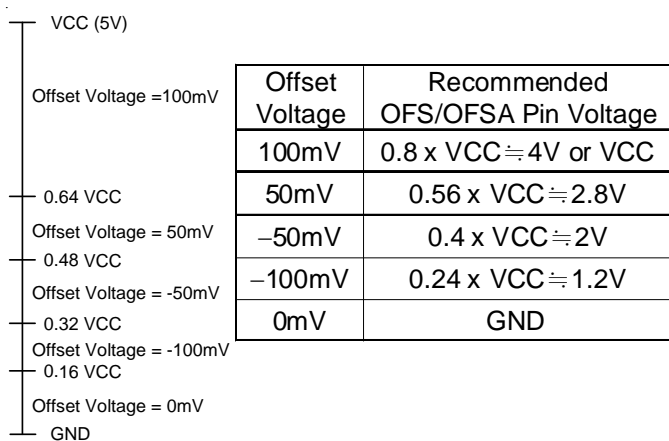 VCC (5V)
Offset Voltage =100mV
0.64 VCC
Offset Voltage = 50mV
0.48 VCC
Offset Voltage = -50mV
0.32 VCC
Offset Voltage = -100mV
0.16 VCC
Offset Voltage = 0mV
GND
Offset Voltage Recommended OFS/OFSA Pin Voltage
100mV 0.8 x VCC≒4V or VCC
50mV 0.56 x VCC≒2.8V
−50mV 0.4 x VCC≒2V
−100mV 0.24 x VCC≒1.2V
0mV GND